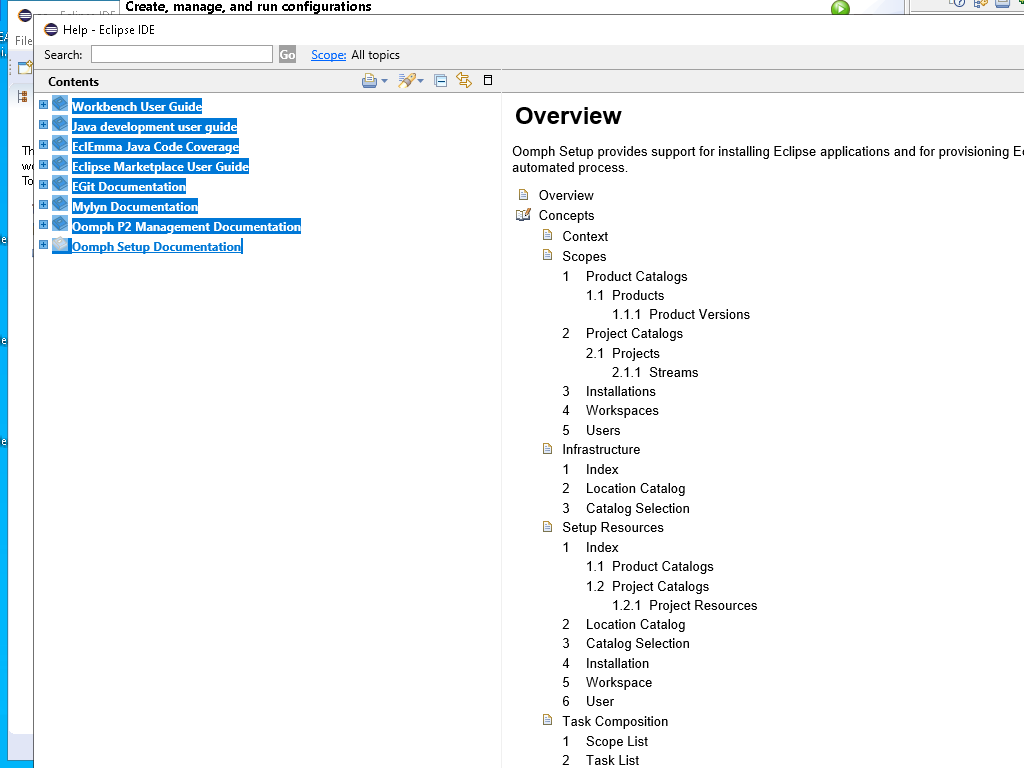 Create, manage, and run configurations
Help - Eclipse IDE
File
Search:
Go
Scope: All topics
Contents
Workbench User Guide
Java development user guide
EclEmma Java Code Coverage
Eclipse Marketplace User Guide
EGit Documentation
Mylyn Documentation
Oomph P2 Management Documentation
Oomph Setup Documentation
Overview
Oomph Setup provides support for installing Eclipse applications and for provisioning Ec
automated process.
Overview
Concepts
Context
Scopes
1 Product Catalogs
1.1 Products
1.1.1 Product Versions
2 Project Catalogs
2.1 Projects
2.1.1 Streams
3 Installations
4 Workspaces
5 Users
Infrastructure
1 Index
2 Location Catalog
3 Catalog Selection
Setup Resources
1 Index
1.1 Product Catalogs
1.2 Project Catalogs
1.2.1 Project Resources
2 Location Catalog
3 Catalog Selection
4 Installation
5 Workspace
6 User
Task Composition
1 Scope List
2 Task List